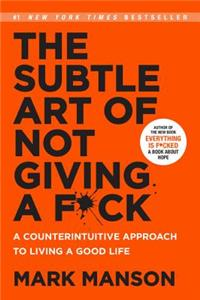 #1 NEW YORK TIMES BESTSELLER
THE
SUBTLE
ART OF
NOT
GIVING
A F*CK
AUTHOR OF
THE NEW BOOK
EVERYTHING
IS F*CKED
A BOOK ABOUT
HOPE
A COUNTERINTUITIVE APPROACH
TO LIVING A GOOD LIFE
MARK MANSON